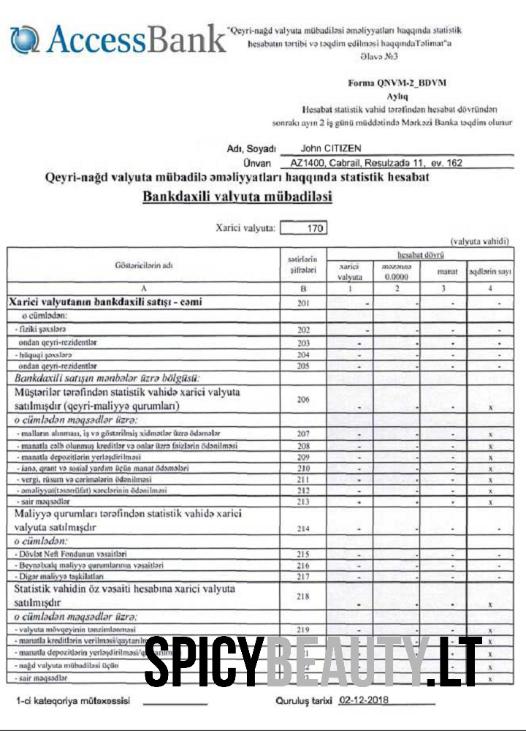 AccessBank
"Qeyri-nağd valyuta mübadiləsi əməliyyatları haqqında statistik
hesabatın tərtibi və təqdim edilməsi haqqındaTəlimat"a
Əlavə №3
Forma QNVM-2_BDVM
Aylıq
Hesabat statistik vahid tərəfindən hesabat dövründən
sonrakı ayın 2 iş günü müddətində Mərkəzi Banka təqdim olunur
Adı, Soyadı John CITIZEN
Ünvan AZ1400, Cabrail, Resulzada 11, ev. 162
Qeyri-nağd valyuta mübadilə əməliyyatları haqqında statistik hesabat
Bankdaxili valyuta mübadiləsi
Xarici valyuta: 170
(valyuta vahidi)
Göstəricilərin adı sətirlərin şifrələri hesabat dövrü
xarici valyuta məzənnə 0.0000 manat əqdlərin sayı
A B 1 2 3 4
Xarici valyutanın bankdaxili satışı - cəmi 201 - - - -
o cümlədən:
- fiziki şəxslərə 202 - - - -
ondan qeyri-rezidentlər 203 - - - -
- hüquqi şəxslərə 204 - - - -
ondan qeyri-rezidentlər 205 - - - -
Bankdaxili satışın mənbələr üzrə bölgüsü:
Müştərilər tərəfindən statistik vahidə xarici valyuta
satılmışdır (qeyri-maliyyə qurumları) 206 - - - x
o cümlədən məqsədlər üzrə:
- malların alınması, iş və göstərilmiş xidmətlər üzrə ödəmələr 207 - - - x
- manatla cəlb olunmuş kreditlər və onlar üzrə faizlərin ödənilməsi 208 - - - x
- manatla depozitlərin yerləşdirilməsi 209 - - - x
- ianə, qrant və sosial yardım üçün manat ödəmələri 210 - - - x
- vergi, rüsum və cərimələrin ödənilməsi 211 - - - x
- əməliyyat(təsərrüfat) xərclərinin ödənilməsi 212 - - - x
- sair məqsədlər 213 - - - x
Maliyyə qurumları tərəfindən statistik vahidə xarici
valyuta satılmışdır 214 - - - -
o cümlədən:
- Dövlət Neft Fondunun vəsaitləri 215 - - - -
- Beynəlxalq maliyyə qurumlarına vəsaitləri 216 - - - -
- Digər maliyyə təşkilatları 217 - - - -
Statistik vahidin öz vəsaiti hesabına xarici valyuta
satılmışdır 218 - - - x
o cümlədən məqsədlər üzrə:
- valyuta mövqeyinin tənzimlənməsi 219 - - - x
- manatla kreditlərin verilməsi/qaytarılm
- manatla depozitlərin yerləşdirilməsi/
- nağd valyuta mübadiləsi üçün x
- sair məqsədlər x
SPICYBEAUTY.LT
1-ci kateqoriya mütəxəssisi
Quruluş tarixi 02-12-2018